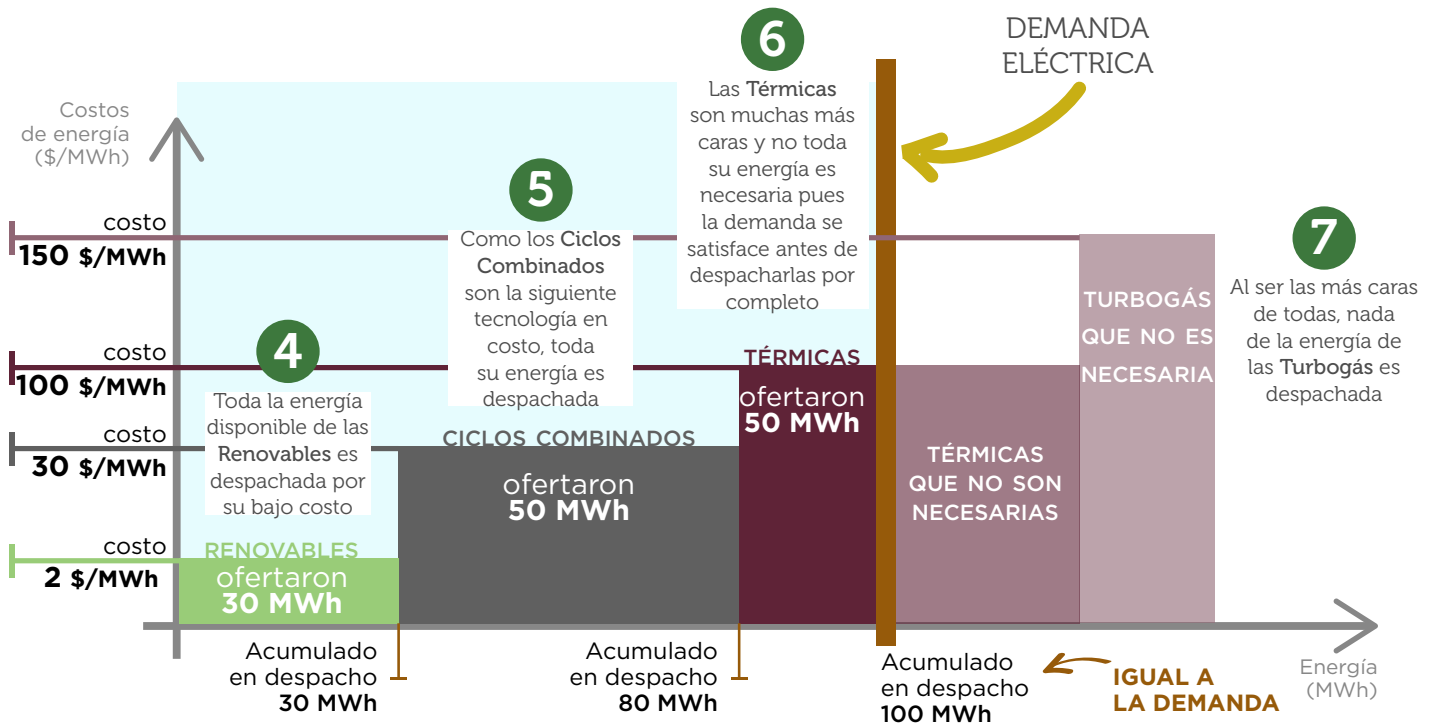 DEMANDA
ELÉCTRICA
Costos
de energía
($/MWh)
costo
150 $/MWh
costo
100 $/MWh
costo
30 $/MWh
costo
2 $/MWh
4
Toda la energía
disponible de las
Renovables es
despachada por
su bajo costo
RENOVABLES
ofertaron
30 MWh
5
Como los Ciclos
Combinados
son la siguiente
tecnología en
costo, toda
su energía es
despachada
CICLOS COMBINADOS
ofertaron
50 MWh
6
Las Térmicas
son muchas más
caras y no toda
su energía es
necesaria pues
la demanda se
satisface antes de
despacharlas por
completo
TÉRMICAS
ofertaron
50 MWh
TÉRMICAS
QUE NO SON
NECESARIAS
TURBOGÁS
QUE NO ES
NECESARIA
7
Al ser las más caras
de todas, nada
de la energía de
las Turbogás es
despachada
Acumulado
en despacho
30 MWh
Acumulado
en despacho
80 MWh
Acumulado
en despacho
100 MWh
IGUAL A
LA DEMANDA
Energía
(MWh)